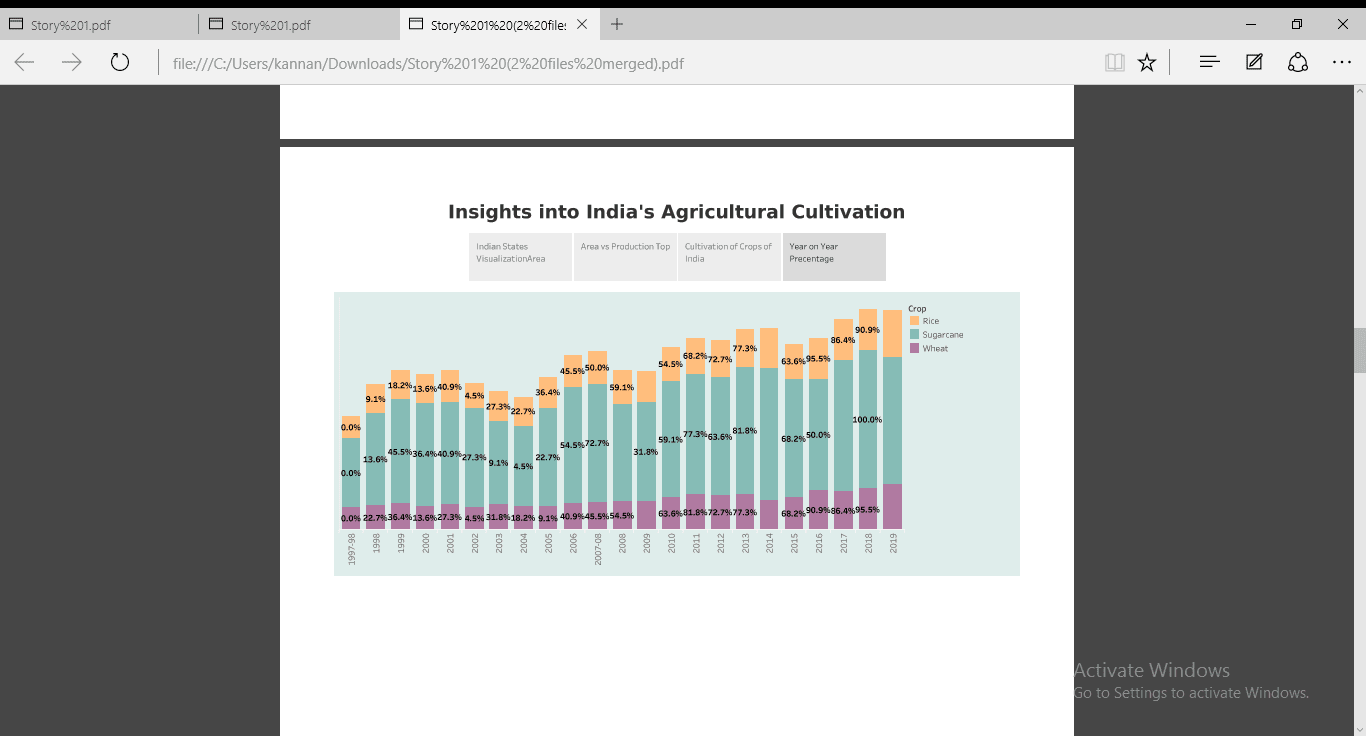 Story%201.pdf
Story%201.pdf
Story%201%20(2%20file
file:///C:/Users/kannan/Downloads/Story%201%20(2%20files%20merged).pdf
Insights into India's Agricultural Cultivation
Indian States
VisualizationArea
Area vs Production Top
Cultivation of Crops of
India
Year on Year
Precentage
Crop
Rice
Sugarcane
Wheat
0.0% 9.1% 18.2% 13.6% 40.9% 4.5% 27.3% 22.7% 36.4% 45.5% 50.0% 59.1% 54.5% 68.2% 72.7% 77.3% 63.6% 95.5% 86.4% 90.9%
0.0% 13.6% 45.5% 36.4% 40.9% 27.3% 9.1% 4.5% 22.7% 54.5% 72.7% 31.8% 59.1% 77.3% 63.6% 81.8% 68.2% 50.0% 100.0%
0.0% 22.7% 36.4% 13.6% 27.3% 4.5% 31.8% 18.2% 9.1% 40.9% 45.5% 54.5% 63.6% 81.8% 72.7% 77.3% 68.2% 90.9% 86.4% 95.5%
1997-98 1998 1999 2000 2001 2002 2003 2004 2005 2006 2007-08 2008 2009 2010 2011 2012 2013 2014 2015 2016 2017 2018 2019
Activate Windows
Go to Settings to activate Windows.